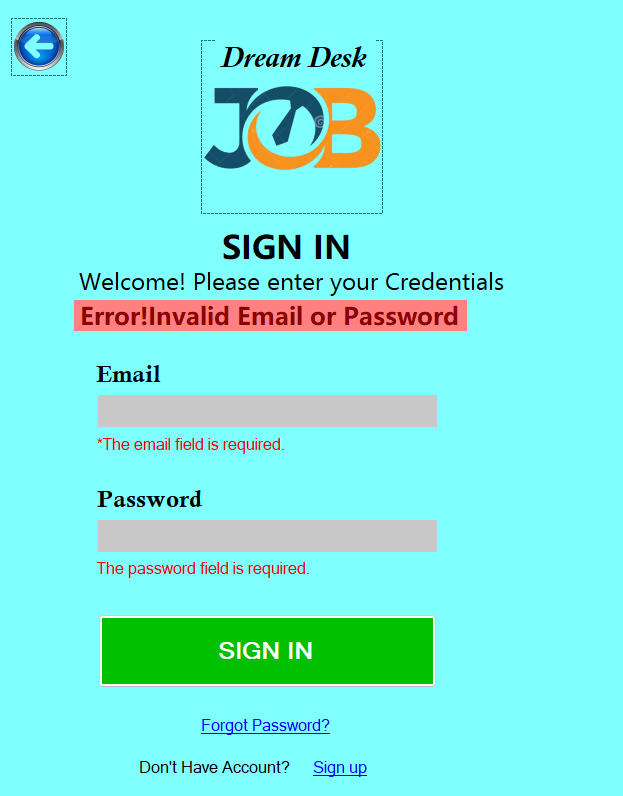 Dream Desk
JOB
SIGN IN
Welcome! Please enter your Credentials
Error!Invalid Email or Password
Email
*The email field is required.
Password
The password field is required.
SIGN IN
Forgot Password?
Don't Have Account? Sign up